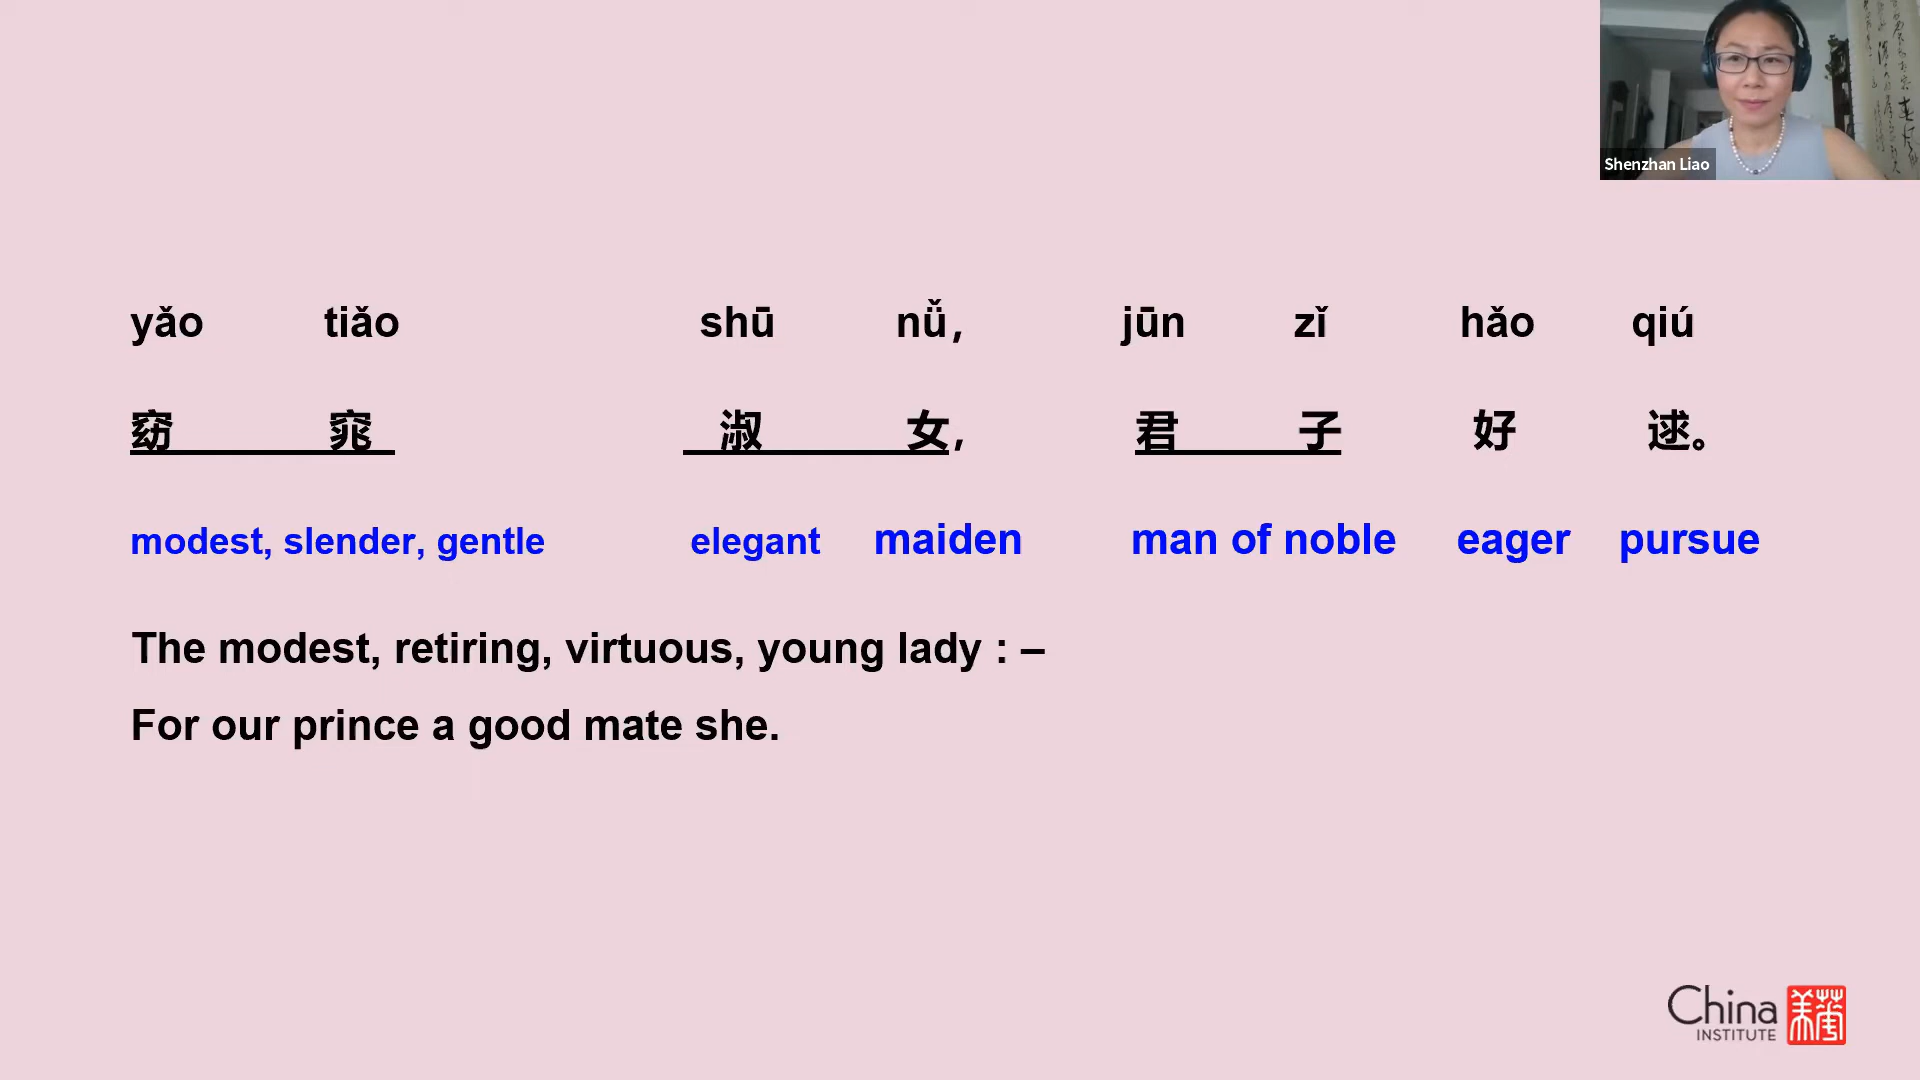 Shenzhan Liao
yǎo tiǎo shū nǚ, jūn zǐ hǎo qiú
窈 窕 淑 女, 君 子 好 逑。
modest, slender, gentle elegant maiden man of noble eager pursue
The modest, retiring, virtuous, young lady : –
For our prince a good mate she.
China
INSTITUTE